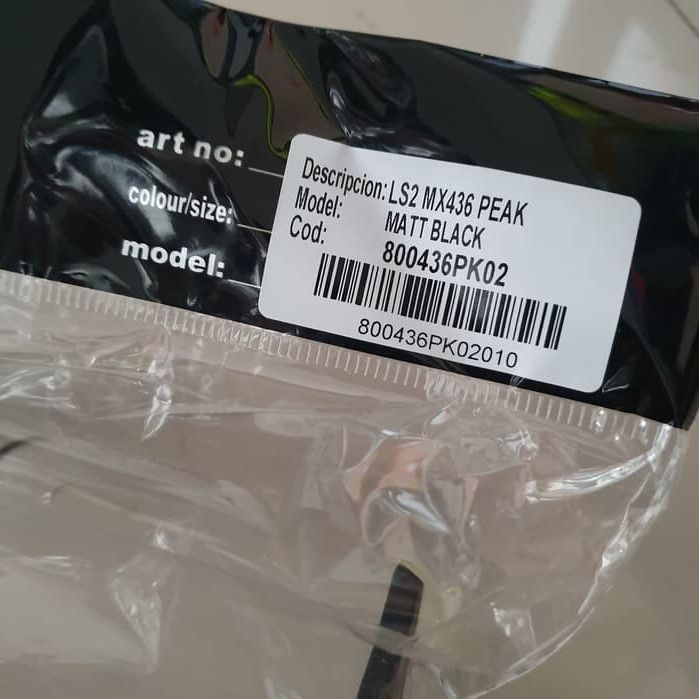 art no:
colour/size:
model:
Descripcion: LS2 MX436 PEAK
Model: MATT BLACK
Cod: 800436PK02
800436PK02010